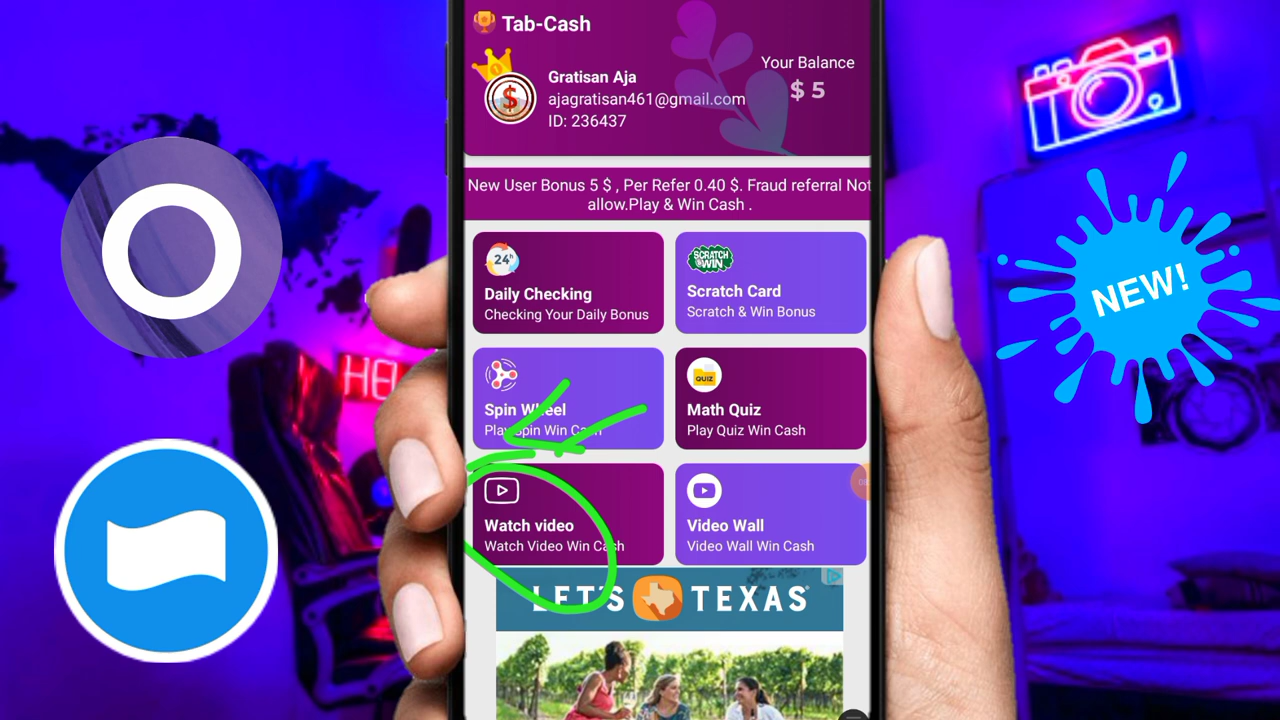 Tab-Cash
Gratisan Aja
ajagratisan461@gmail.com
ID: 236437
Your Balance
$ 5
New User Bonus 5 $ , Per Refer 0.40 $. Fraud referral Not
allow.Play & Win Cash .
24h
Daily Checking
Checking Your Daily Bonus
SCRATCH & WIN
Scratch Card
Scratch & Win Bonus
Spin Wheel
Play Spin Win Cash
QUIZ
Math Quiz
Play Quiz Win Cash
Watch video
Watch Video Win Cash
Video Wall
Video Wall Win Cash
LET'S TEXAS
NEW!